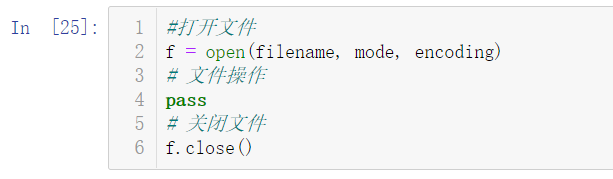 In [25]:
1 #打开文件
2 f = open(filename, mode, encoding)
3 # 文件操作
4 pass
5 # 关闭文件
6 f.close()